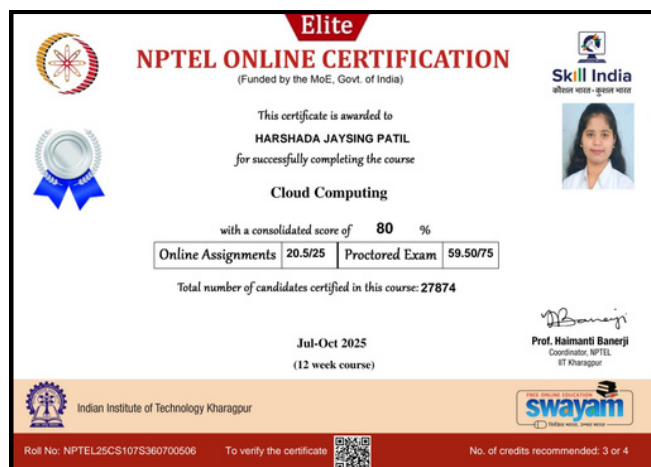 Elite
NPTEL ONLINE CERTIFICATION
(Funded by the MoE, Govt. of India)
Skill India
कौशल भारत - कुशल भारत
This certificate is awarded to
HARSHADA JAYSING PATIL
for successfully completing the course
Cloud Computing
with a consolidated score of 80 %
Online Assignments 20.5/25 Proctored Exam 59.50/75
Total number of candidates certified in this course: 27874
Jul-Oct 2025
(12 week course)
Prof. Haimanti Banerji
Coordinator, NPTEL
IIT Kharagpur
Indian Institute of Technology Kharagpur
FREE ONLINE EDUCATION
swayam
शिक्षित भारत, उन्नत भारत
Roll No: NPTEL25CS107S360700506 To verify the certificate No. of credits recommended: 3 or 4